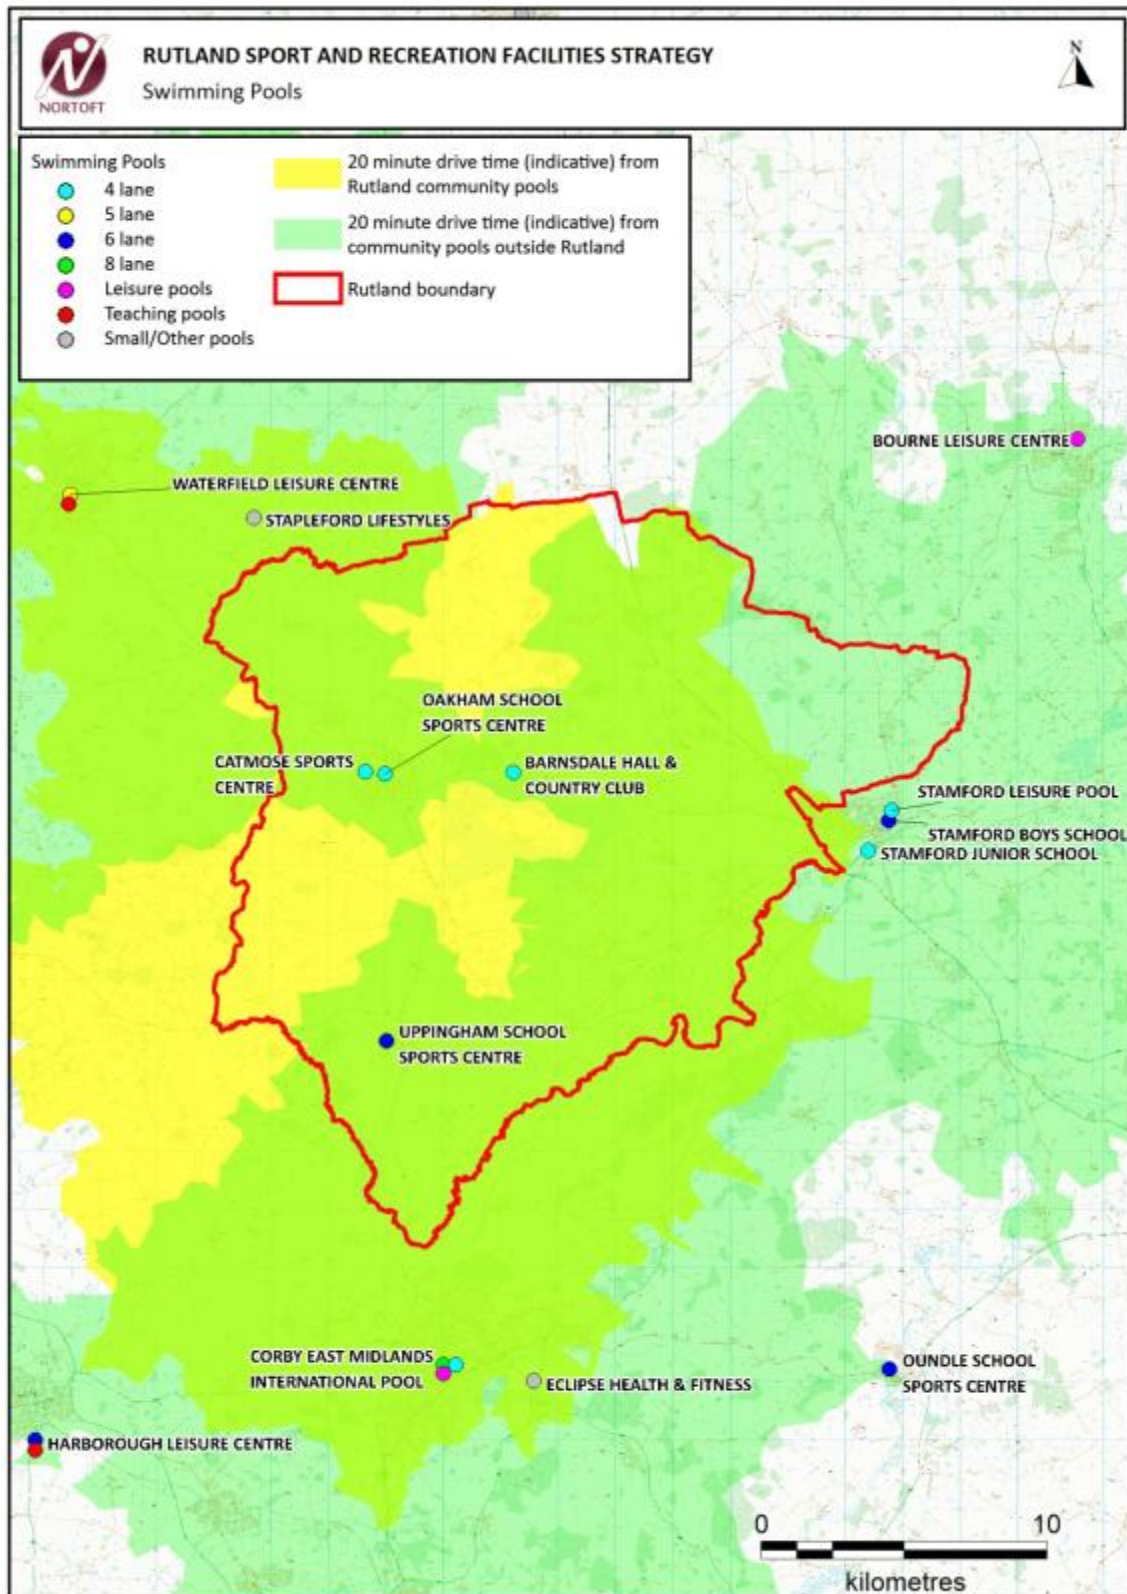 RUTLAND SPORT AND RECREATION FACILITIES STRATEGY
Swimming Pools
NORTOFT
N
Swimming Pools
4 lane
5 lane
6 lane
8 lane
Leisure pools
Teaching pools
Small/Other pools
20 minute drive time (indicative) from
Rutland community pools
20 minute drive time (indicative) from
community pools outside Rutland
Rutland boundary
BOURNE LEISURE CENTRE
WATERFIELD LEISURE CENTRE
STAPLEFORD LIFESTYLES
OAKHAM SCHOOL
SPORTS CENTRE
CATMOSE SPORTS
CENTRE
BARNSDALE HALL &
COUNTRY CLUB
STAMFORD LEISURE POOL
STAMFORD BOYS SCHOOL
STAMFORD JUNIOR SCHOOL
UPPINGHAM SCHOOL
SPORTS CENTRE
CORBY EAST MIDLANDS
INTERNATIONAL POOL
ECLIPSE HEALTH & FITNESS
OUNDLE SCHOOL
SPORTS CENTRE
HARBOROUGH LEISURE CENTRE
0 10
kilometres